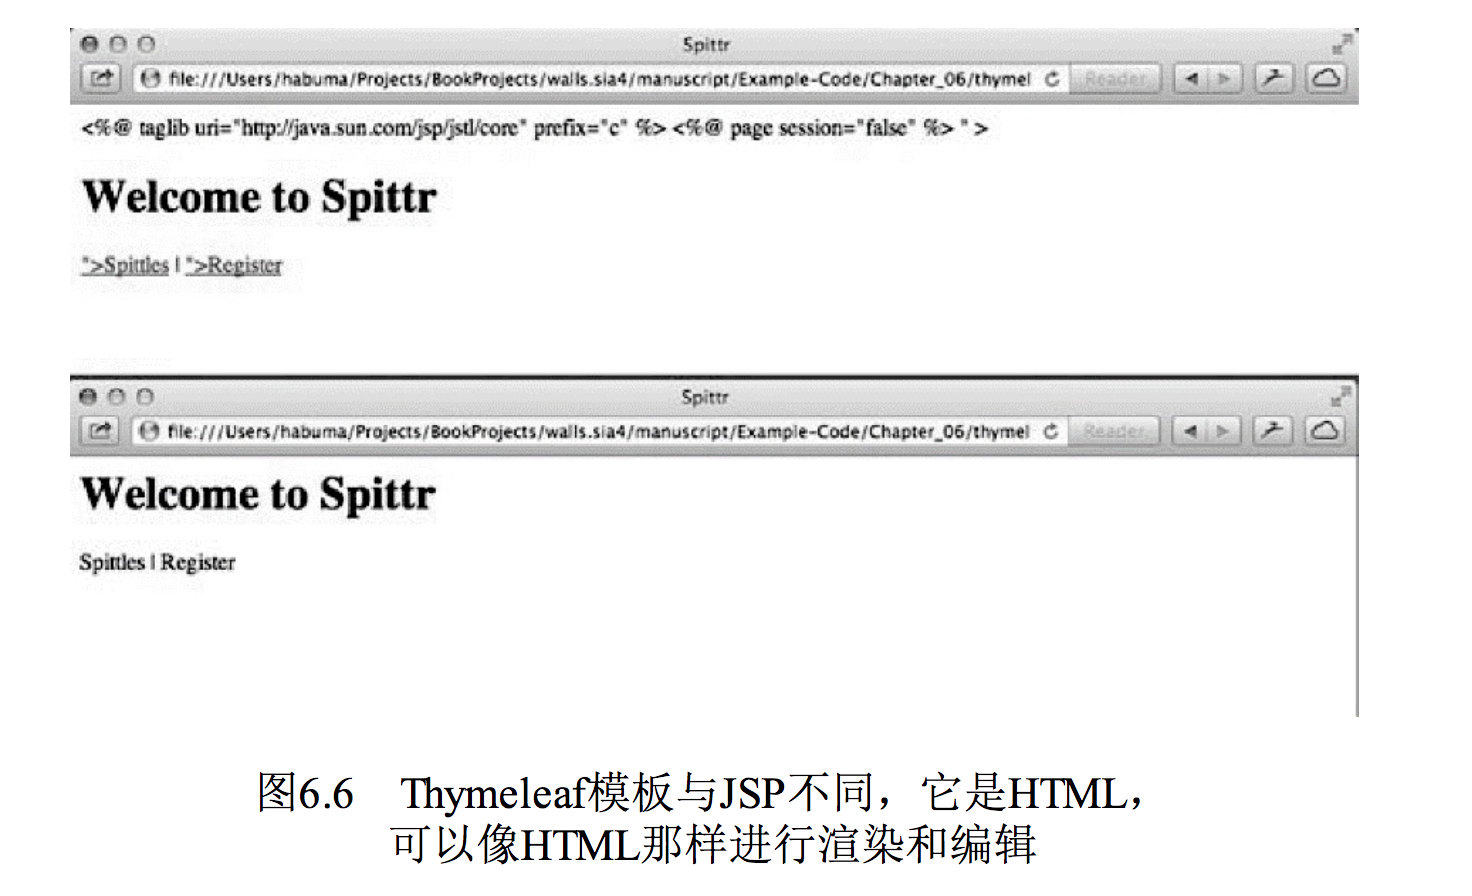 Spittr
file:///Users/habuma/Projects/BookProjects/walls.sia4/manuscript/Example-Code/Chapter_06/thymel Reader
<%@ taglib uri="http://java.sun.com/jsp/jstl/core" prefix="c" %> <%@ page session="false" %> " >
Welcome to Spittr
">Spittles | ">Register
Spittr
file:///Users/habuma/Projects/BookProjects/walls.sia4/manuscript/Example-Code/Chapter_06/thymel Reader
Welcome to Spittr
Spittles | Register
图6.6 Thymeleaf模板与JSP不同，它是HTML，
可以像HTML那样进行渲染和编辑